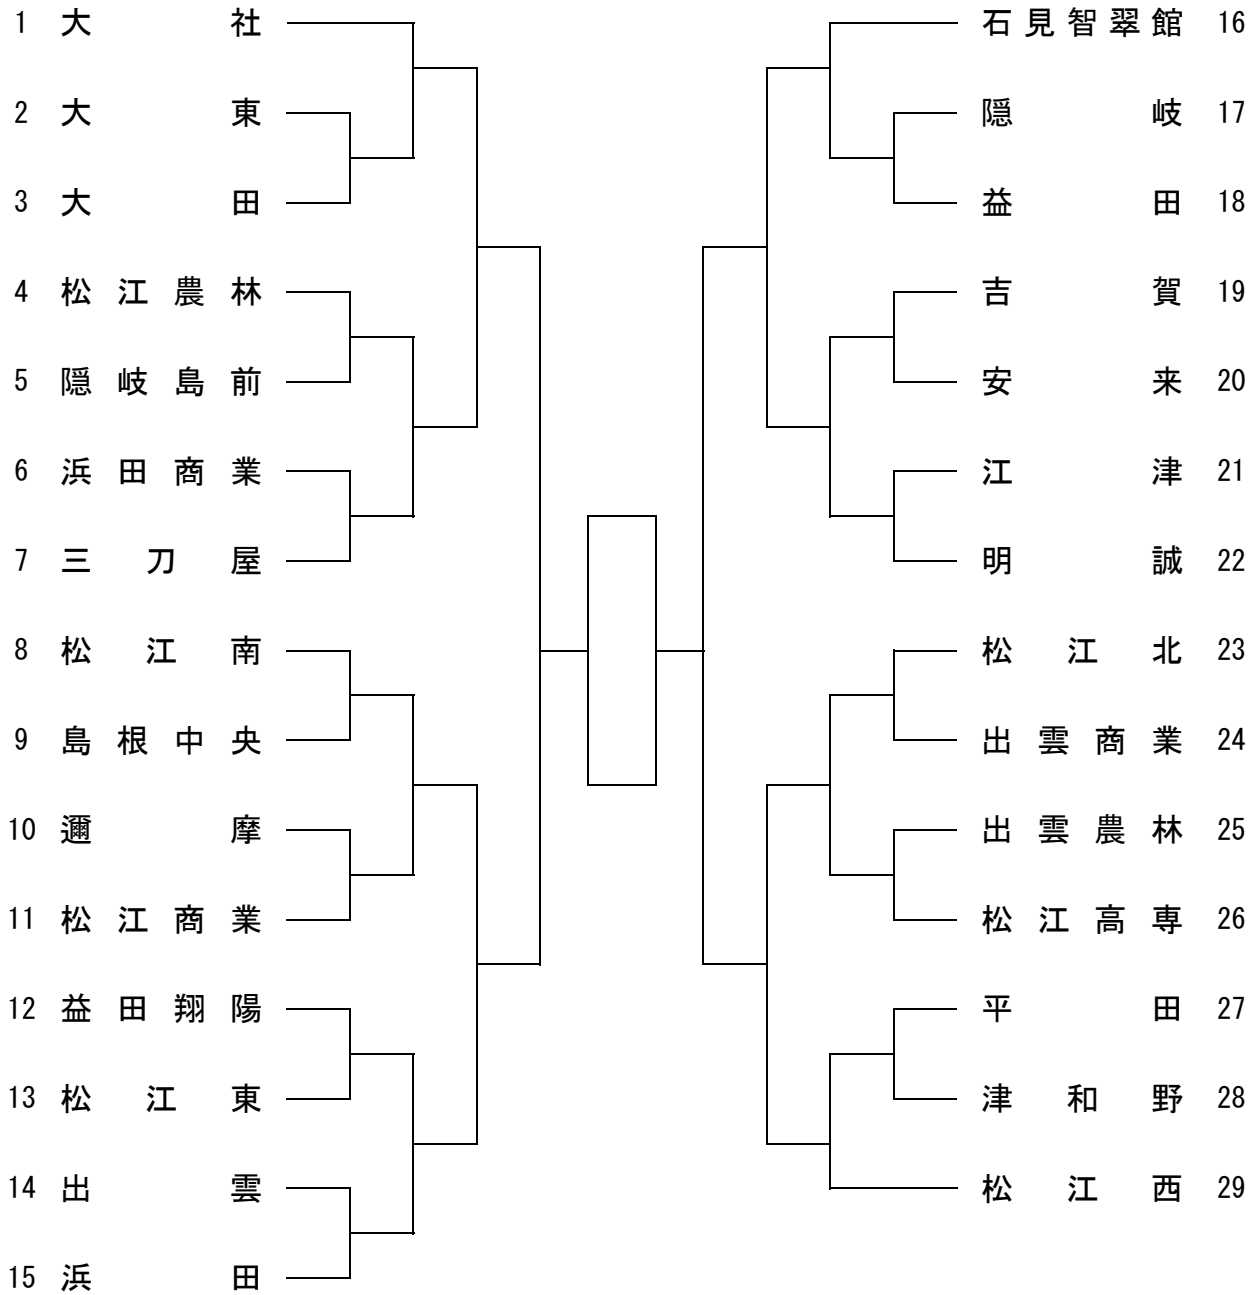 1 大社
2 大東
3 大田
4 松江農林
5 隠岐島前
6 浜田商業
7 三刀屋
8 松江南
9 島根中央
10 邇摩
11 松江商業
12 益田翔陽
13 松江東
14 出雲
15 浜田
石見智翠館 16
隠岐 17
益田 18
吉賀 19
安来 20
江津 21
明誠 22
松江北 23
出雲商業 24
出雲農林 25
松江高専 26
平田 27
津和野 28
松江西 29